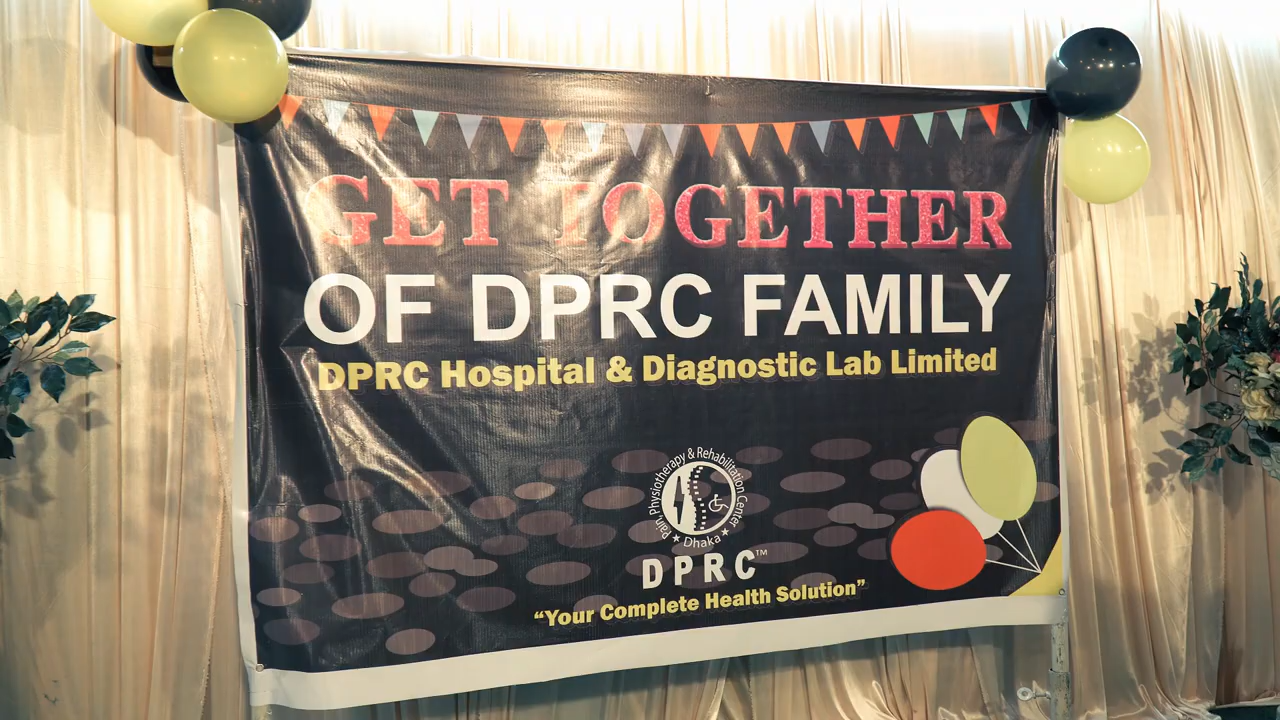 GET TOGETHER
OF DPRC FAMILY
DPRC Hospital & Diagnostic Lab Limited
Pain, Physiotherapy & Rehabilitation Center
★ Dhaka ★
DPRC™
“Your Complete Health Solution”